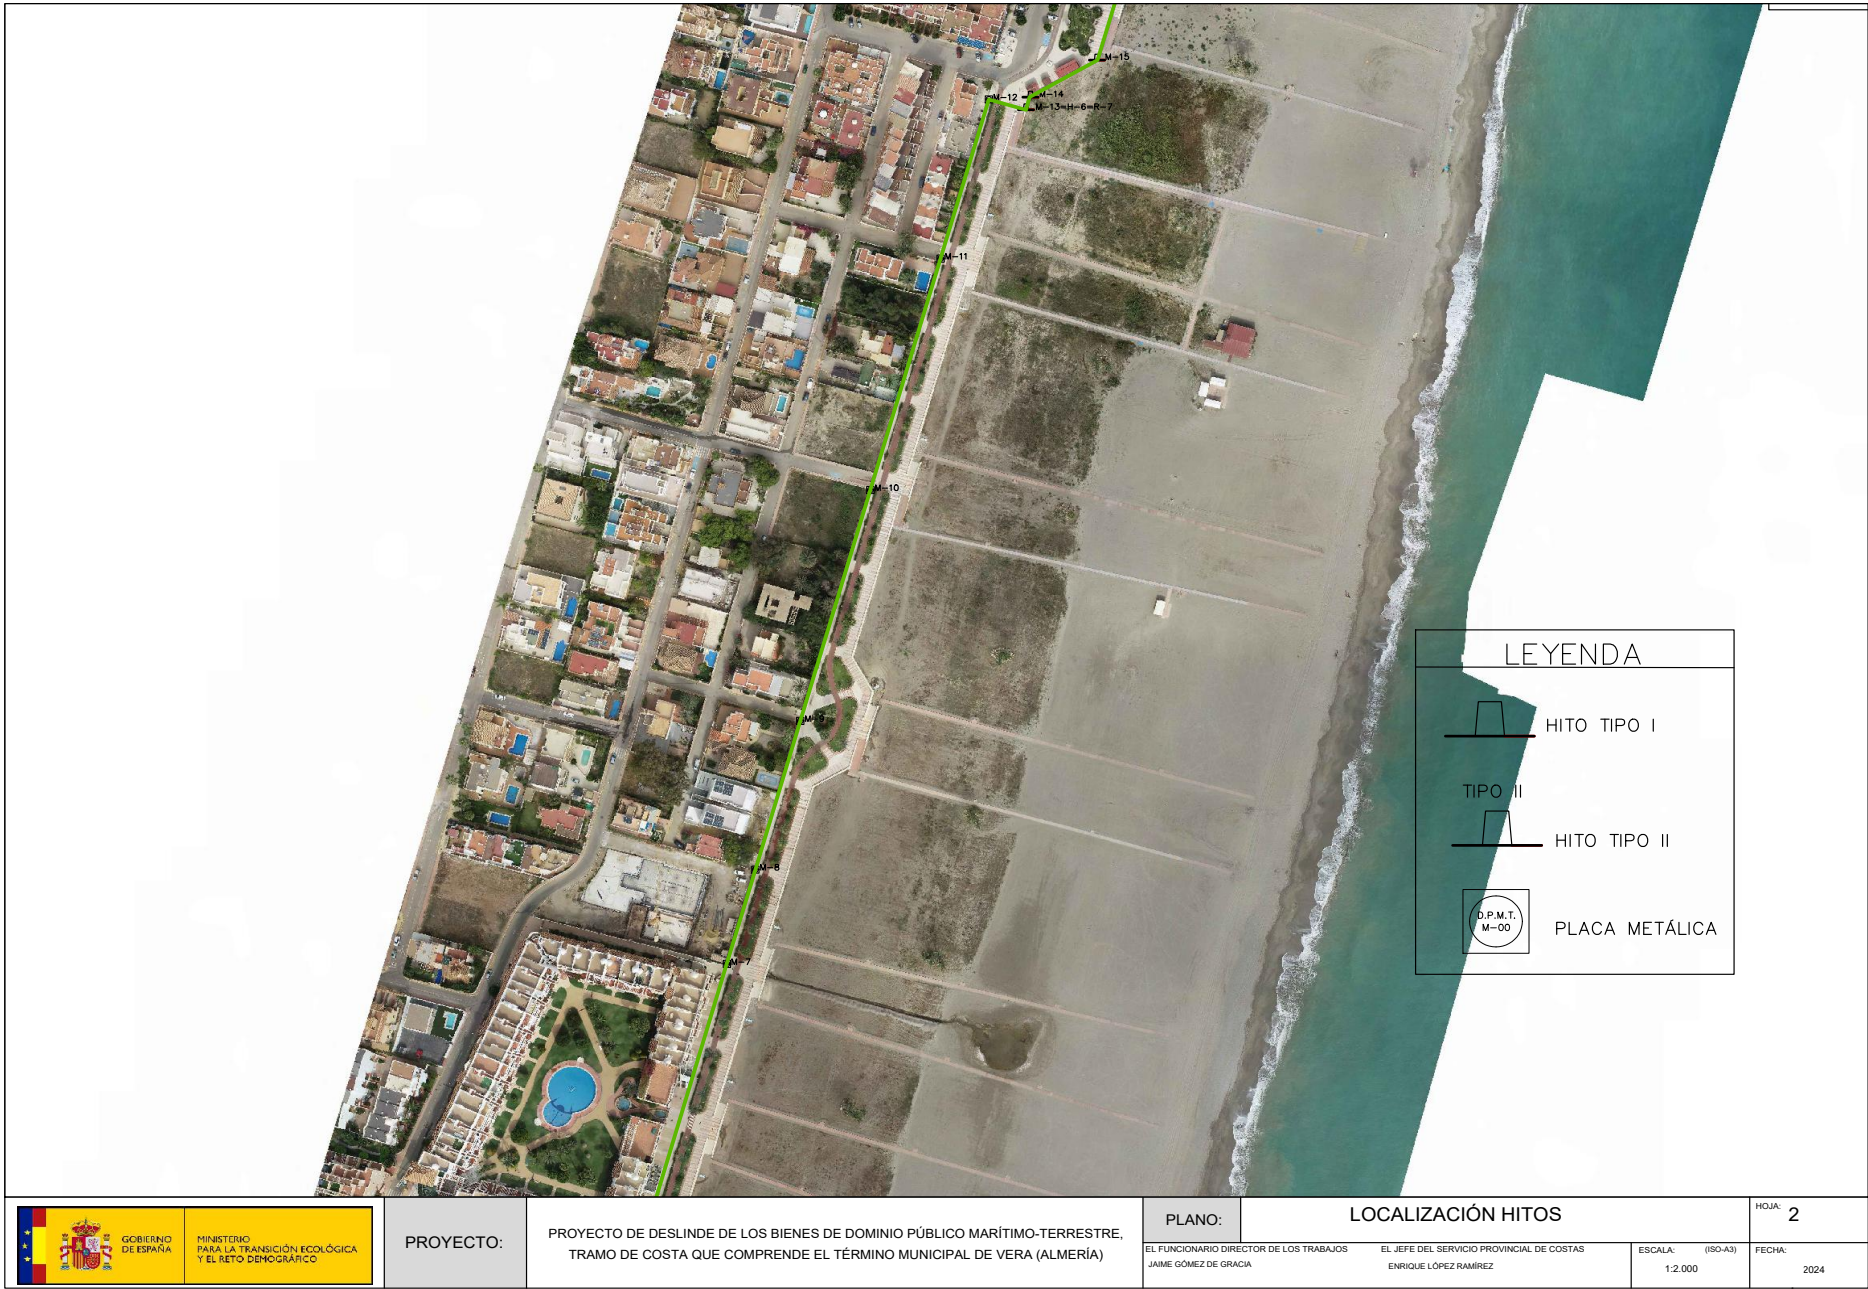 M-15
M-14
M-12
M-13=H-6=R-7
M-11
M-10
M-9
M-8
M-7
LEYENDA
HITO TIPO I
TIPO II
HITO TIPO II
D.P.M.T.
M-00
PLACA METÁLICA
GOBIERNO
DE ESPAÑA
MINISTERIO
PARA LA TRANSICIÓN ECOLÓGICA
Y EL RETO DEMOGRÁFICO
PROYECTO:
PROYECTO DE DESLINDE DE LOS BIENES DE DOMINIO PÚBLICO MARÍTIMO-TERRESTRE,
TRAMO DE COSTA QUE COMPRENDE EL TÉRMINO MUNICIPAL DE VERA (ALMERÍA)
PLANO:
LOCALIZACIÓN HITOS
HOJA: 2
EL FUNCIONARIO DIRECTOR DE LOS TRABAJOS
JAIME GÓMEZ DE GRACIA
EL JEFE DEL SERVICIO PROVINCIAL DE COSTAS
ENRIQUE LÓPEZ RAMÍREZ
ESCALA: (ISO-A3)
1:2.000
FECHA:
2024